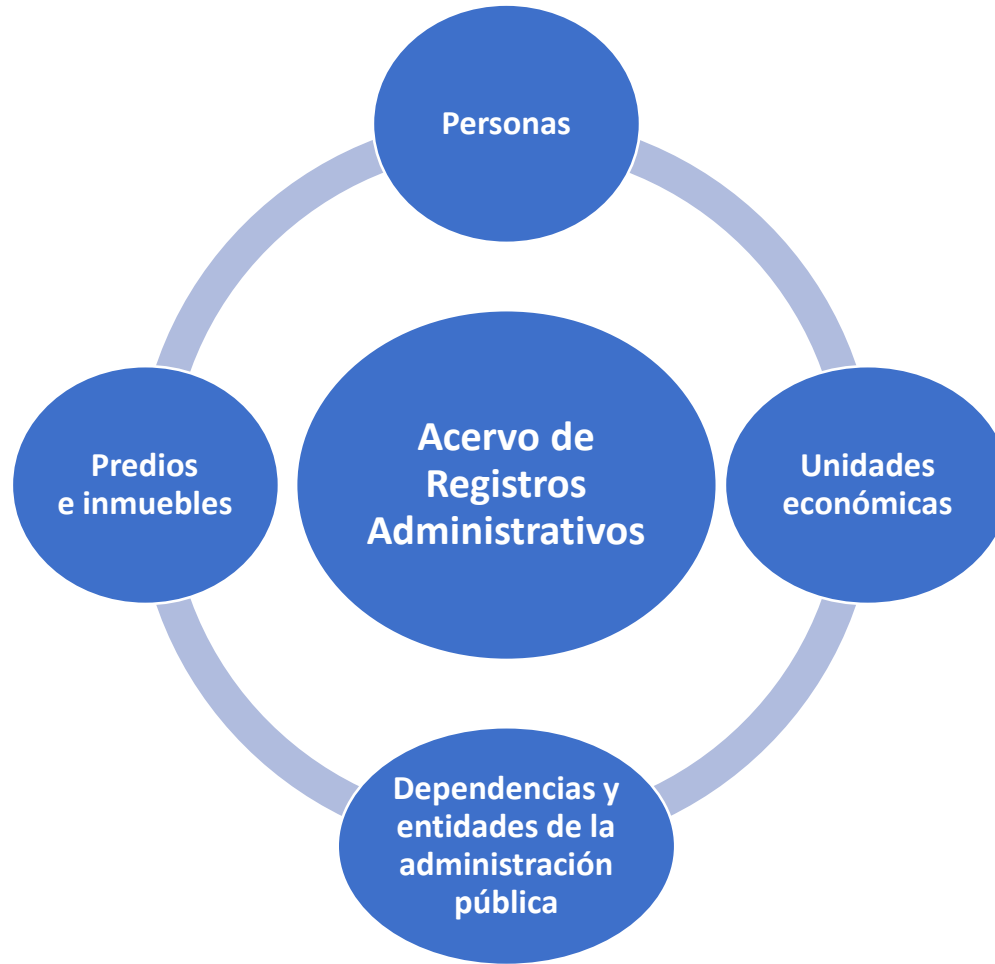 Personas
Acervo de
Registros
Administrativos
Predios
e inmuebles
Unidades
económicas
Dependencias y
entidades de la
administración
pública